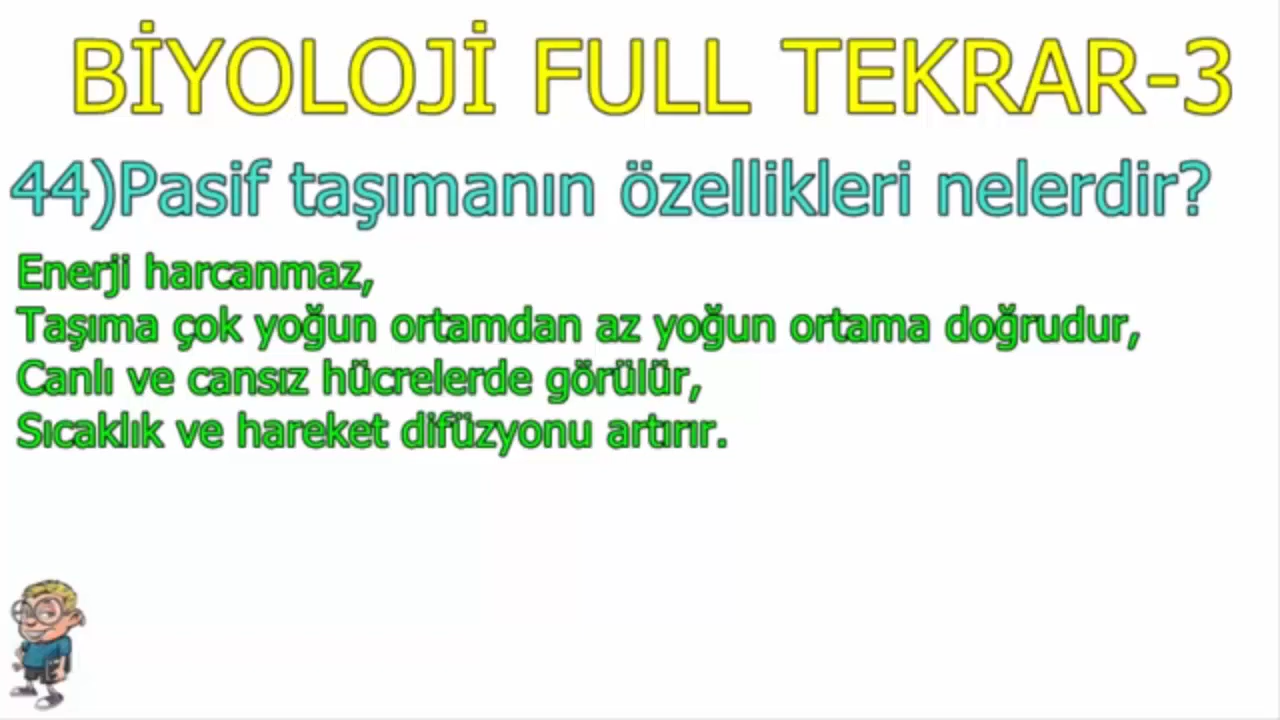 BİYOLOJİ FULL TEKRAR-3
44)Pasif taşımanın özellikleri nelerdir?
Enerji harcanmaz,
Taşıma çok yoğun ortamdan az yoğun ortama doğrudur,
Canlı ve cansız hücrelerde görülür,
Sıcaklık ve hareket difüzyonu artırır.